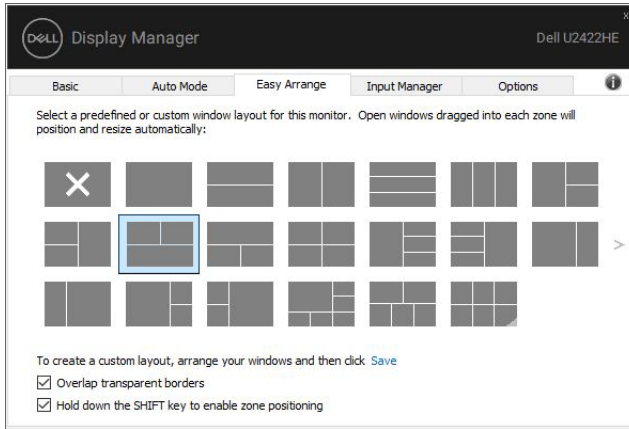 DELL Display Manager Dell U2422HE
Basic Auto Mode Easy Arrange Input Manager Options
Select a predefined or custom window layout for this monitor. Open windows dragged into each zone will
position and resize automatically:
To create a custom layout, arrange your windows and then click Save
Overlap transparent borders
Hold down the SHIFT key to enable zone positioning